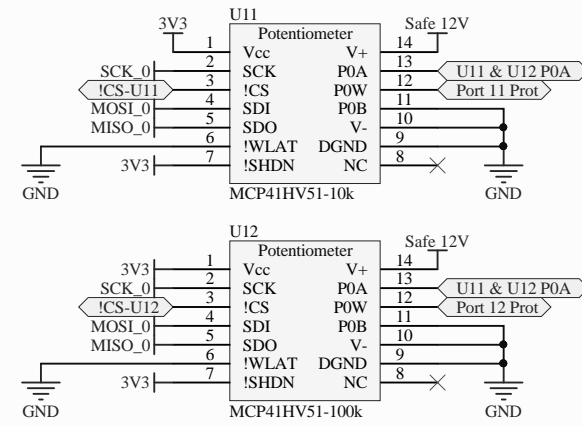 U11
3V3
Potentiometer
Safe 12V
1 Vcc V+ 14
SCK_0 2 SCK P0A 13 U11 & U12 P0A
!CS-U11 3 !CS P0W 12 Port 11 Prot
MOSI_0 4 SDI P0B 11
MISO_0 5 SDO V- 10
6 !WLAT DGND 9
3V3 7 !SHDN NC 8
GND
MCP41HV51-10k
GND
U12
Potentiometer
Safe 12V
3V3 1 Vcc V+ 14
SCK_0 2 SCK P0A 13 U11 & U12 P0A
!CS-U12 3 !CS P0W 12 Port 12 Prot
MOSI_0 4 SDI P0B 11
MISO_0 5 SDO V- 10
6 !WLAT DGND 9
3V3 7 !SHDN NC 8
GND
MCP41HV51-100k
GND